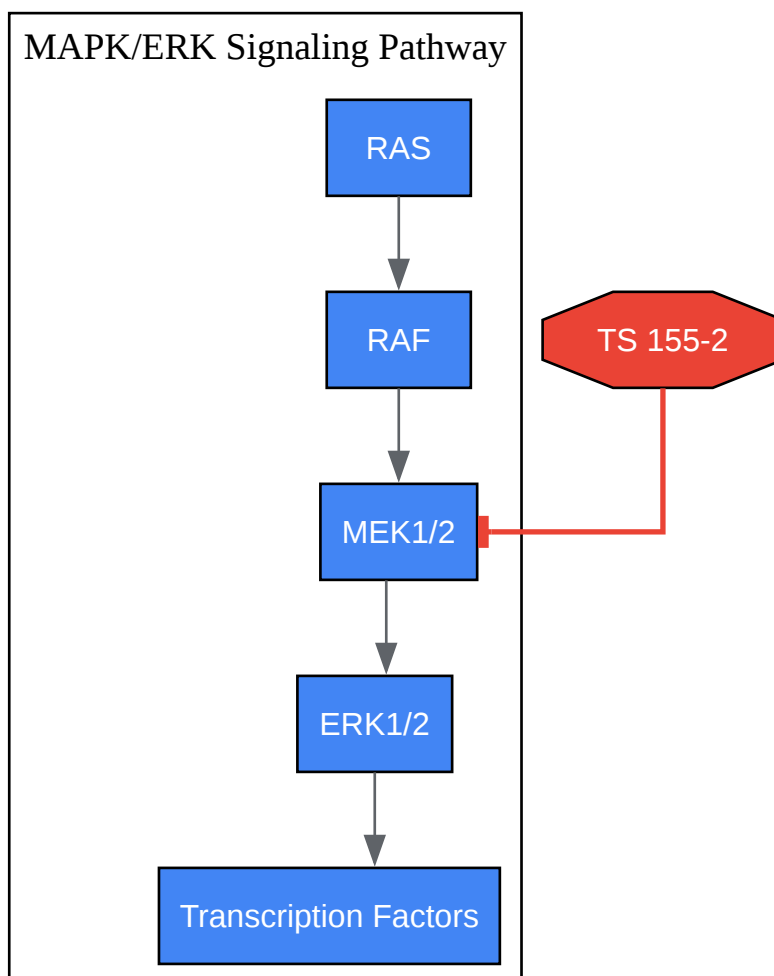 MAPK/ERK Signaling Pathway
RAS
RAF
TS 155-2
MEK1/2
ERK1/2
Transcription Factors